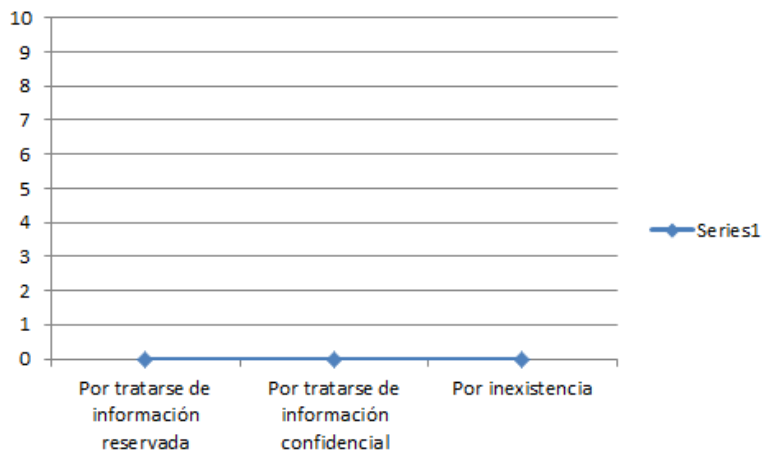 10
9
8
7
6
5
4
3
2
1
0
Por tratarse de
información
reservada
Por tratarse de
información
confidencial
Por inexistencia
Series1